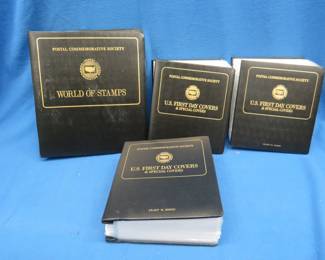 POSTAL COMMEMORATIVE SOCIETY
WORLD OF STAMPS
POSTAL COMMEMORATIVE SOCIETY
U.S. FIRST DAY COVERS
& SPECIAL COVERS
POSTAL COMMEMORATIVE SOCIETY
U.S. FIRST DAY COVERS
& SPECIAL COVERS
POSTAL COMMEMORATIVE SOCIETY
U.S. FIRST DAY COVERS
& SPECIAL COVERS